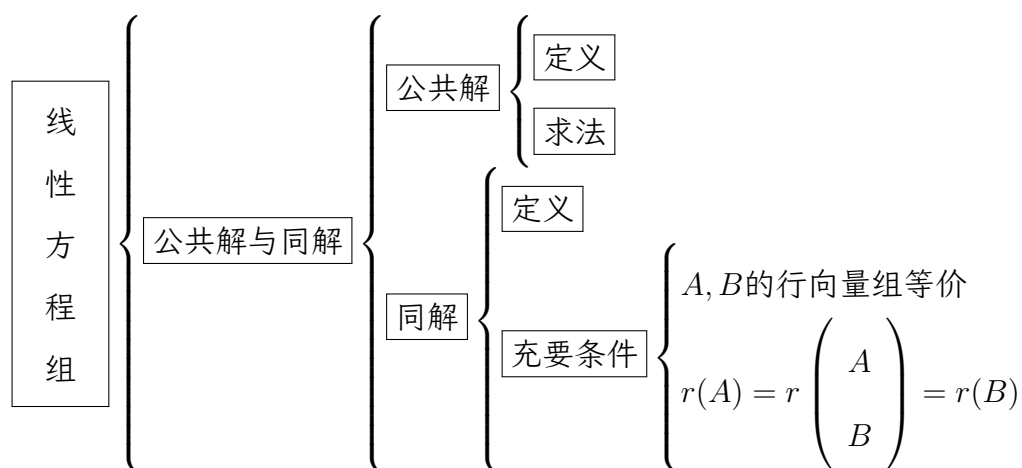 线
性
方
程
组
公共解与同解
公共解
定义
求法
同解
定义
充要条件
A, B的行向量组等价
r(A) = r ( A B ) = r(B)